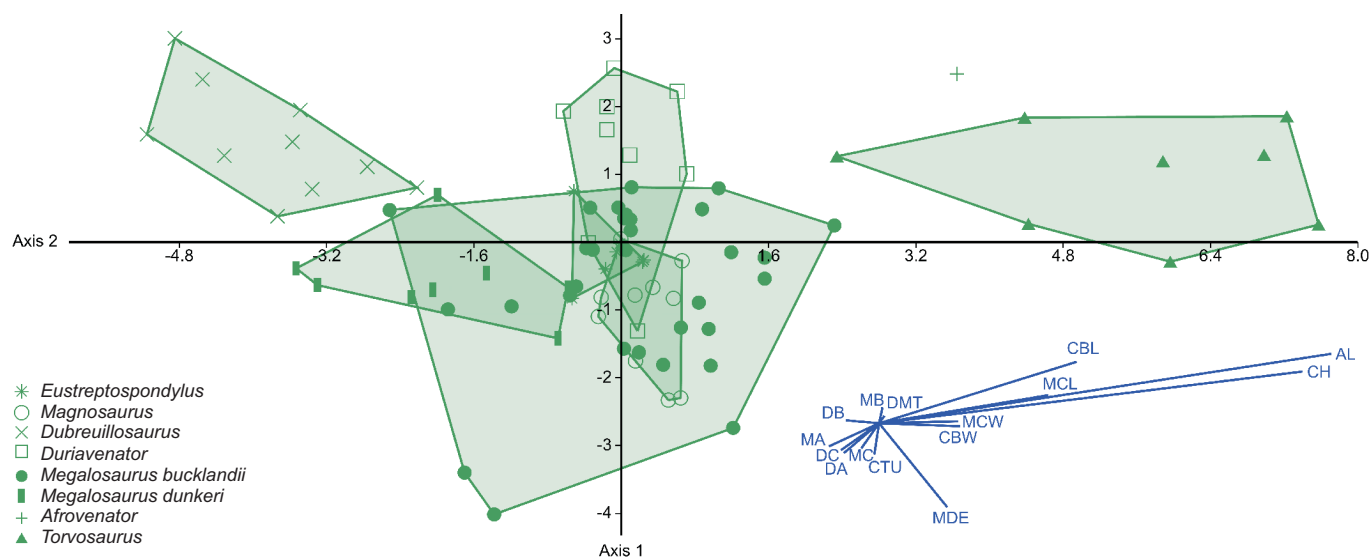 3
2
1
Axis 2
-4.8
-3.2
-1.6
1.6
3.2
4.8
6.4
8.0
-1
-2
-3
-4
Axis 1
CBL
AL
CH
MCL
MB
DMT
DB
MCW
CBW
MA
DC
MC
DA
CTU
MDE
Eustreptospondylus
Magnosaurus
Dubreuillosaurus
Duriavenator
Megalosaurus bucklandii
Megalosaurus dunkeri
Afrovenator
Torvosaurus